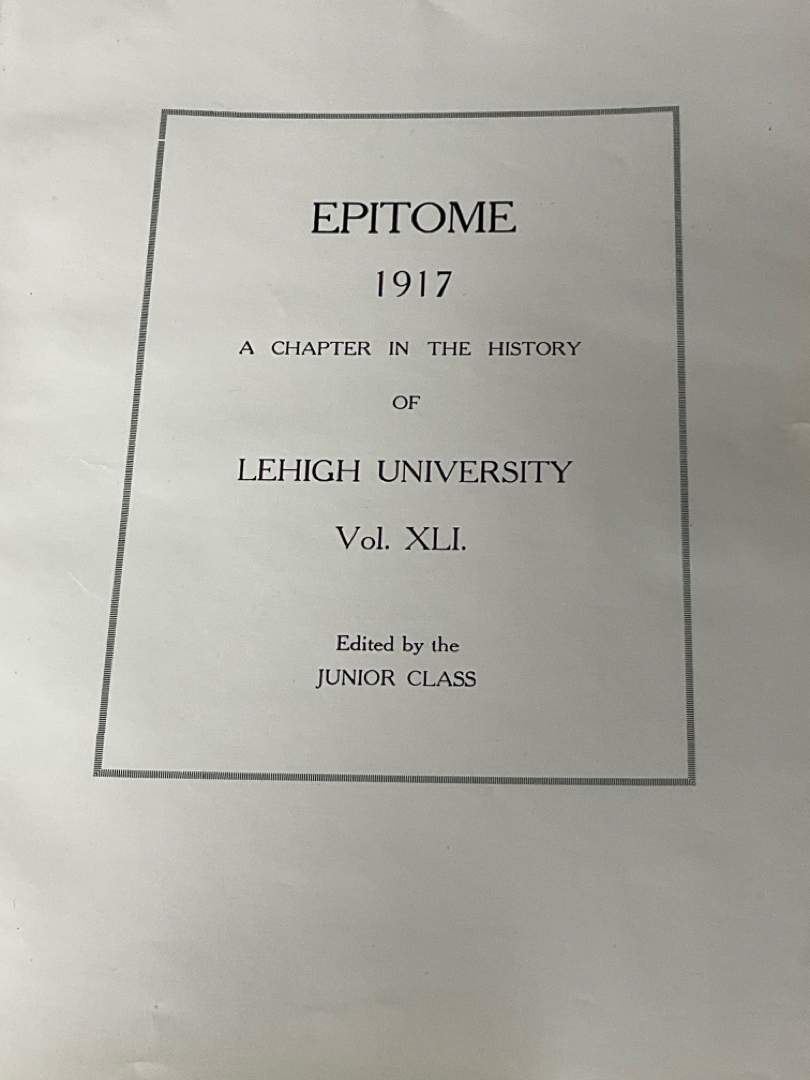 EPITOME
1917
A CHAPTER IN THE HISTORY
OF
LEHIGH UNIVERSITY
Vol. XLI.
Edited by the
JUNIOR CLASS